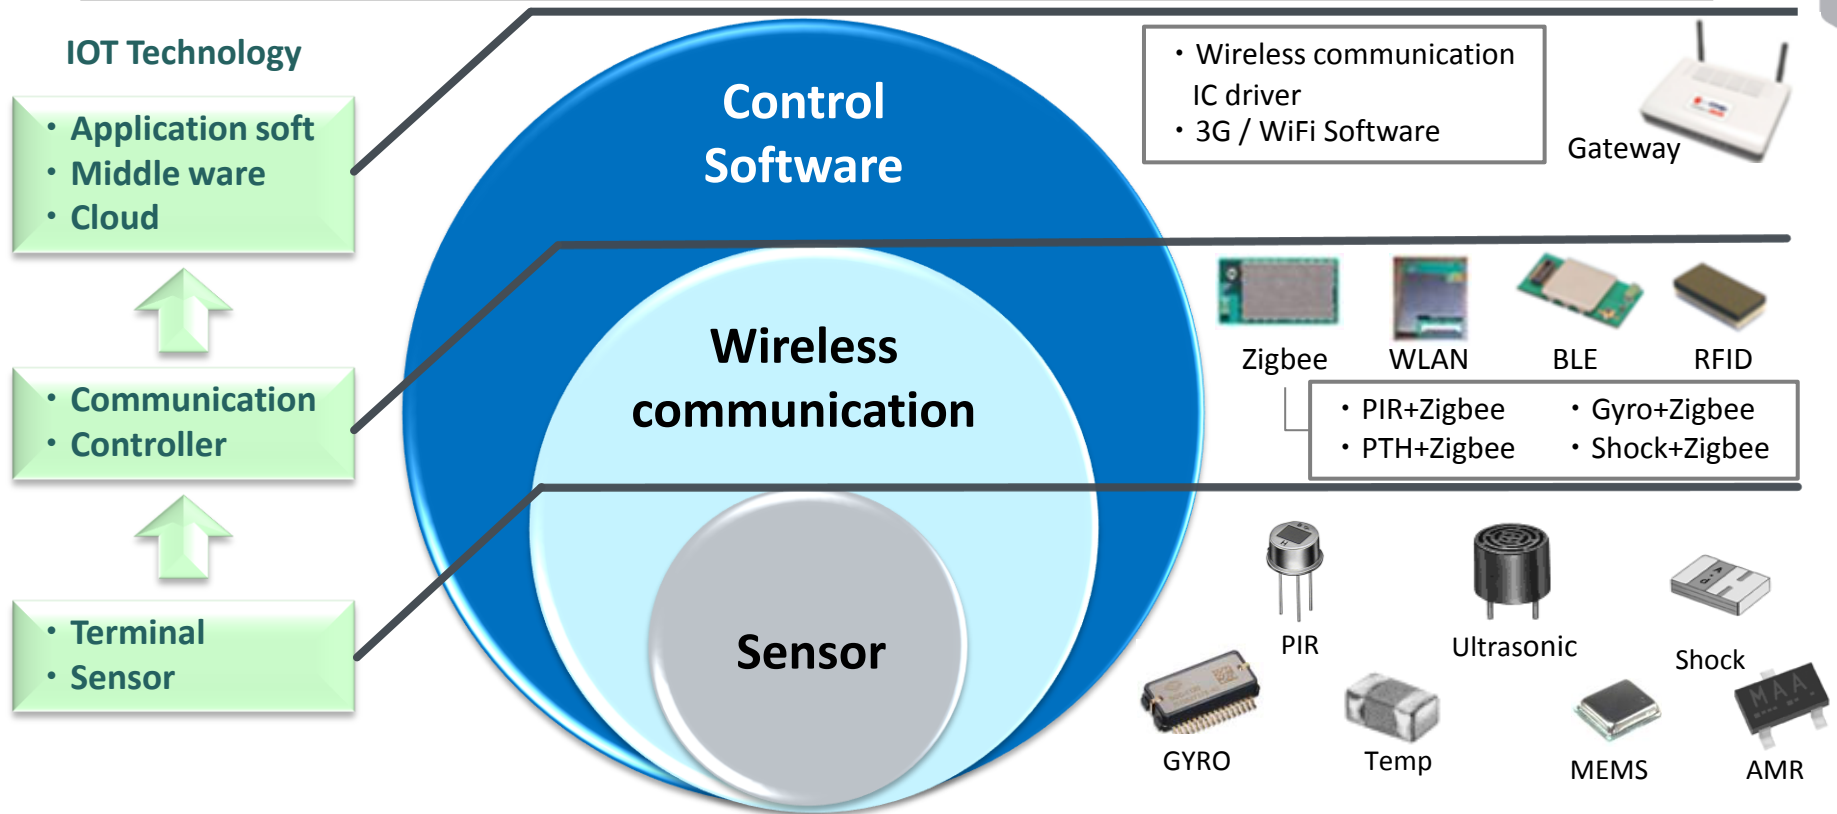 IOT Technology
・Application soft
・Middle ware
・Cloud
・Communication
・Controller
・Terminal
・Sensor
Control
Software
Wireless
communication
Sensor
・Wireless communication
IC driver
・3G / WiFi Software
Gateway
Zigbee
WLAN
BLE
RFID
・PIR+Zigbee
・Gyro+Zigbee
・PTH+Zigbee
・Shock+Zigbee
PIR
Ultrasonic
Shock
GYRO
Temp
MEMS
AMR
MAA